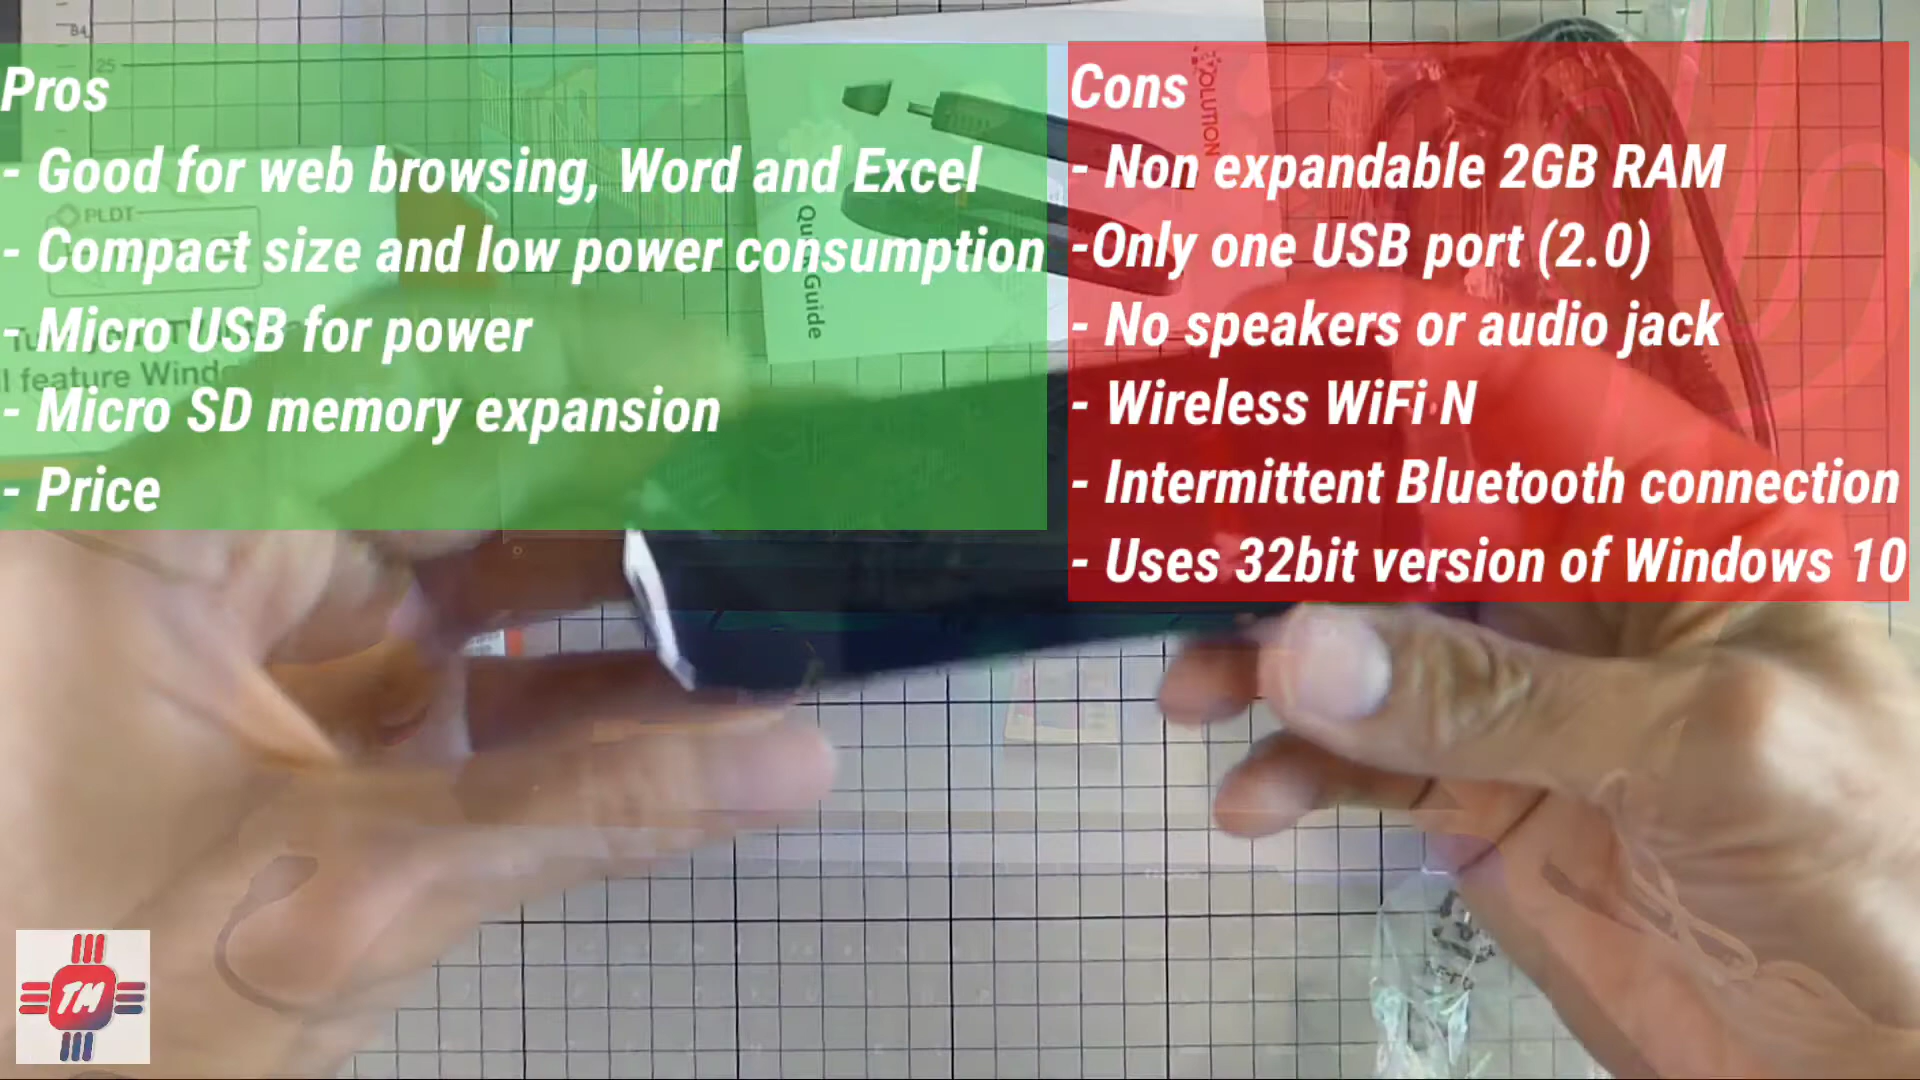 Pros
- Good for web browsing, Word and Excel
- Compact size and low power consumption
- Micro USB for power
- Micro SD memory expansion
- Price
Cons
- Non expandable 2GB RAM
-Only one USB port (2.0)
- No speakers or audio jack
- Wireless WiFi N
- Intermittent Bluetooth connection
- Uses 32bit version of Windows 10
PLDT
feature
Guide
25
TM